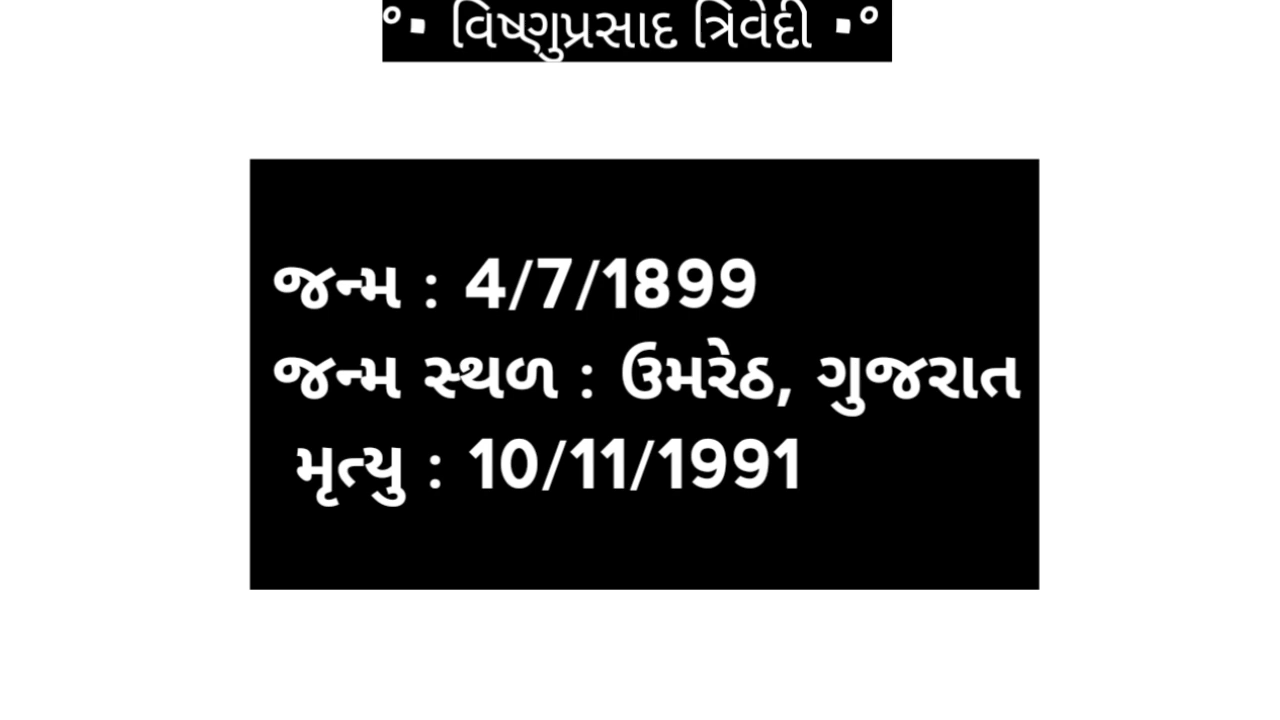 °▪ વિષ્ણુપ્રસાદ ત્રિવેદી ▪°
જન્મ : 4/7/1899
જન્મ સ્થળ : ઉમરેઠ, ગુજરાત
મૃત્યુ : 10/11/1991